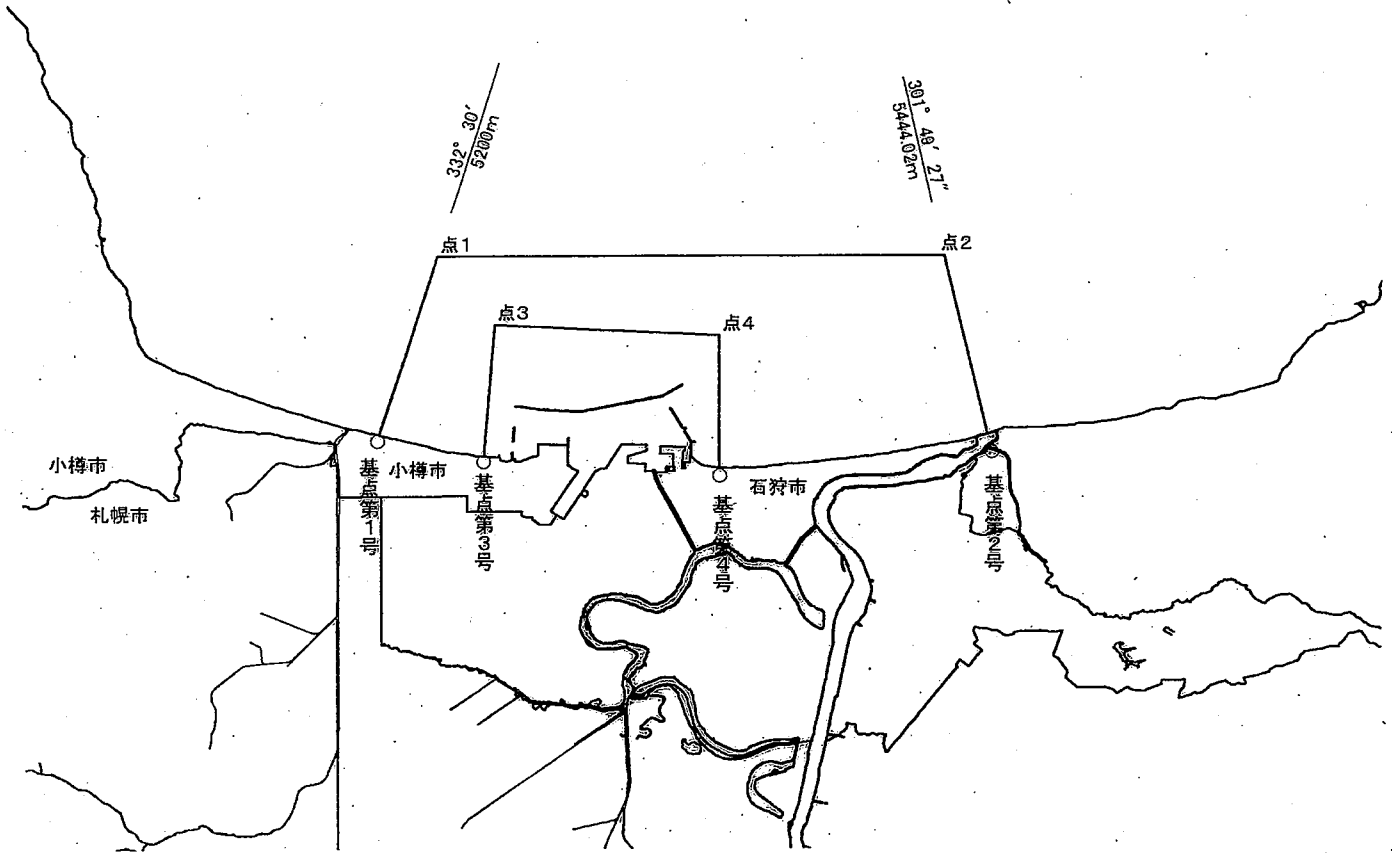 332° 30′
5200m
301° 49′ 27″
5444.02m
点1
点2
点3
点4
小樽市
札幌市
小樽市
石狩市
基点第1号
基点第3号
基点第4号
基点第2号